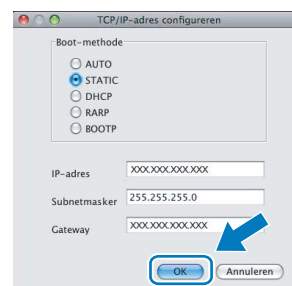 TCP/IP-adres configureren
Boot-methode
AUTO
STATIC
DHCP
RARP
BOOTP
IP-adres XXX.XXX.XXX.XXX
Subnetmasker 255.255.255.0
Gateway XXX.XXX.XXX.XXX
OK Annuleren